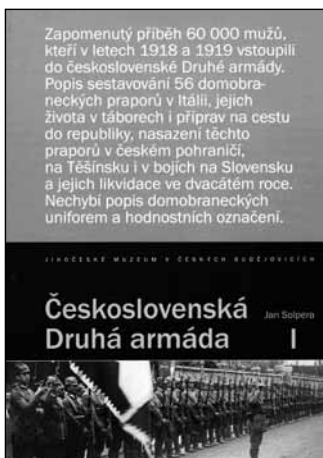 Zapomenutý příběh 60 000 mužů,
kteří v letech 1918 a 1919 vstoupili
do československé Druhé armády.
Popis sestavování 56 domobra-
neckých praporů v Itálii, jejich
života v táborech i příprav na cestu
do republiky, nasazení těchto
praporů v českém pohraničí,
na Těšínsku i v bojích na Slovensku
a jejich likvidace ve dvacátém roce.
Nechybí popis domobraneckých
uniforem a hodnostních označení.
JIHOČESKÉ MUZEUM V ČESKÝCH BUDĚJOVICÍCH
Československá Jan Solpera
Druhá armáda I